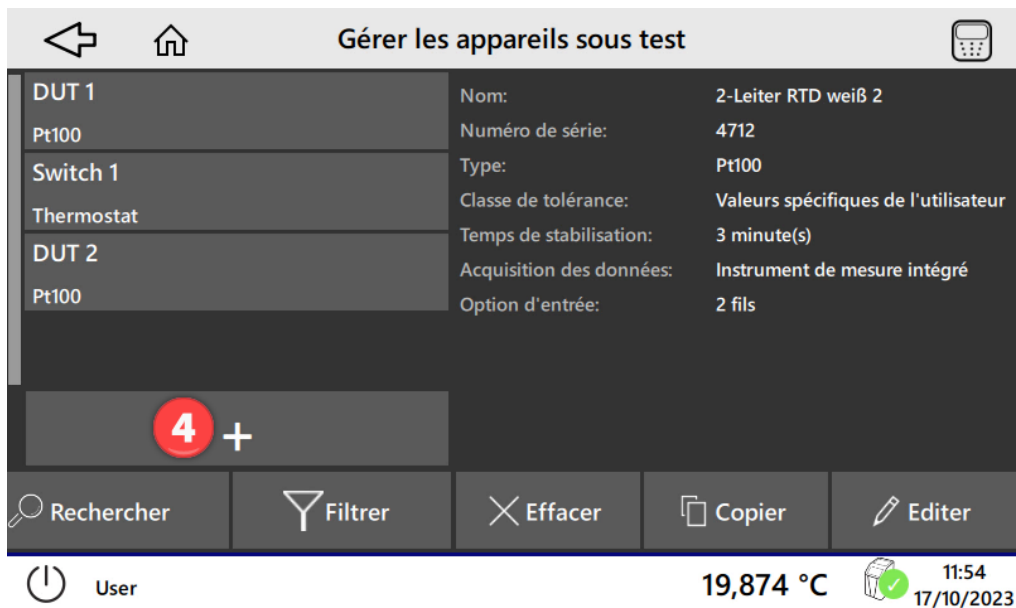 Gérer les appareils sous test
DUT 1
Pt100
Switch 1
Thermostat
DUT 2
Pt100
4 +
Nom: 2-Leiter RTD weiß 2
Numéro de série: 4712
Type: Pt100
Classe de tolérance: Valeurs spécifiques de l'utilisateur
Temps de stabilisation: 3 minute(s)
Acquisition des données: Instrument de mesure intégré
Option d'entrée: 2 fils
Rechercher Filtrer Effacer Copier Editer
User 19,874 °C 11:54
17/10/2023